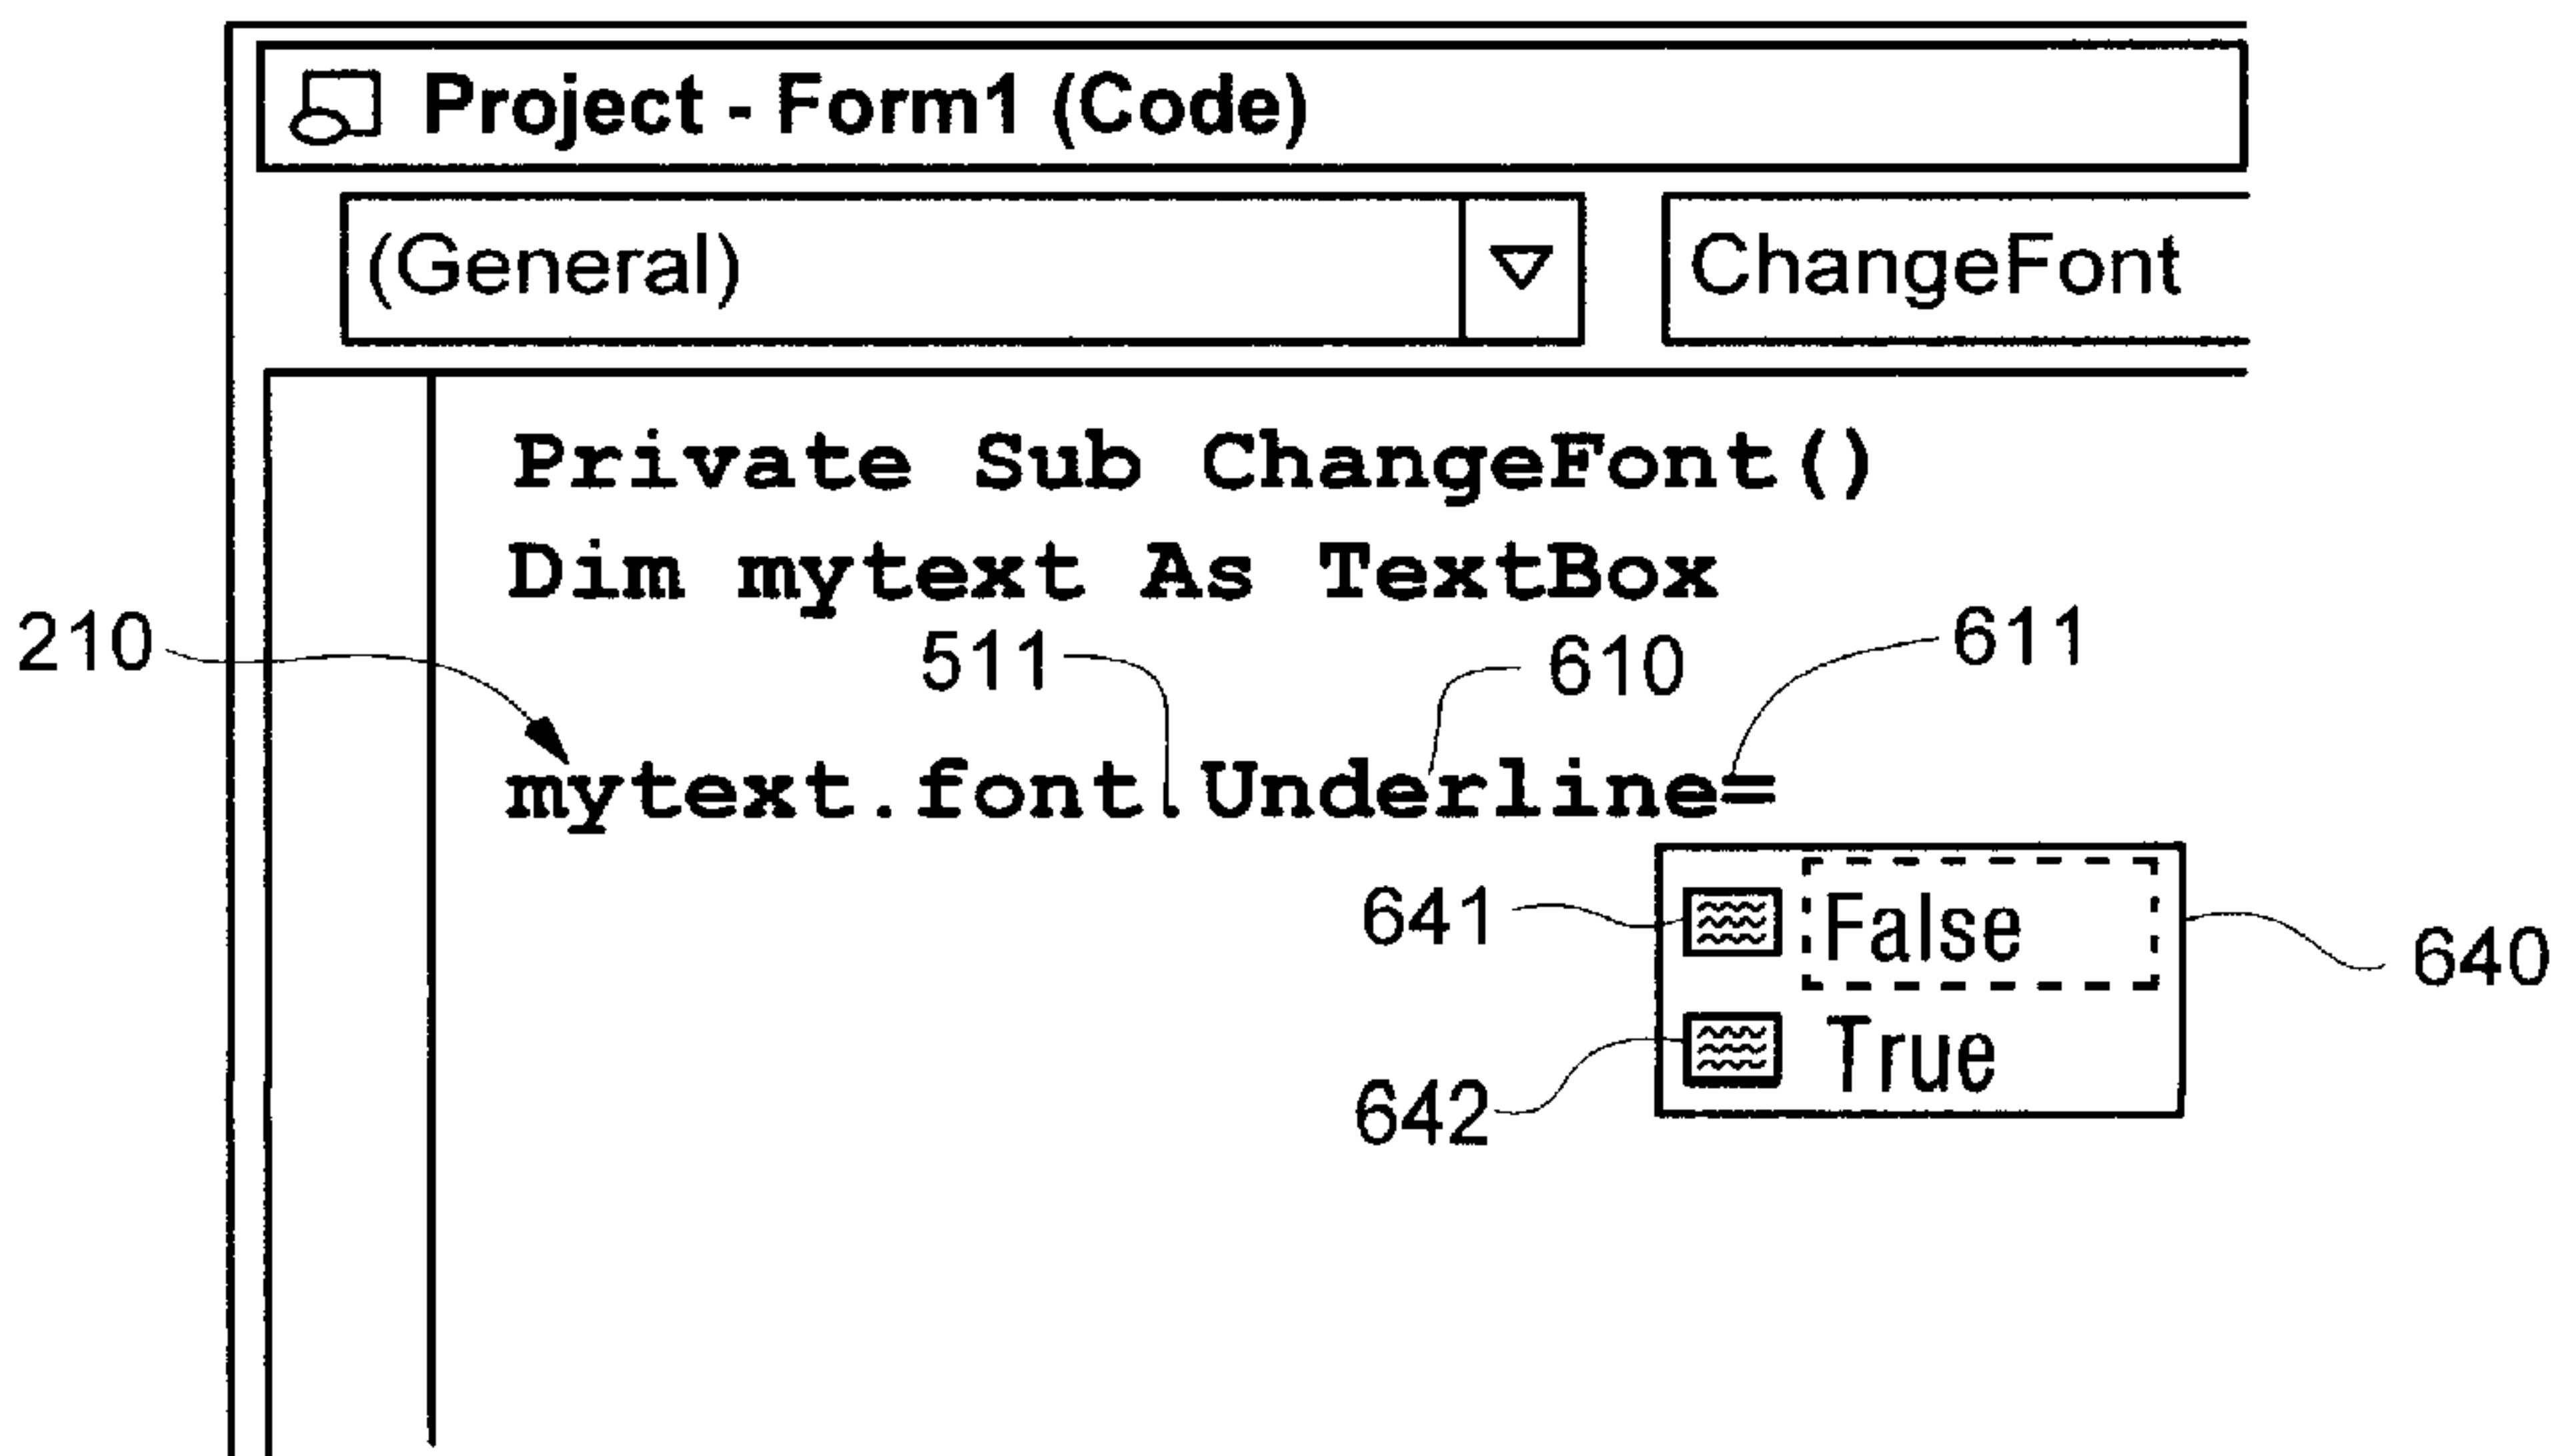 Project - Form1 (Code)
(General) ChangeFont
Private Sub ChangeFont()
Dim mytext As TextBox
210 511 610 611
mytext.font.Underline=
641 False 640
642 True